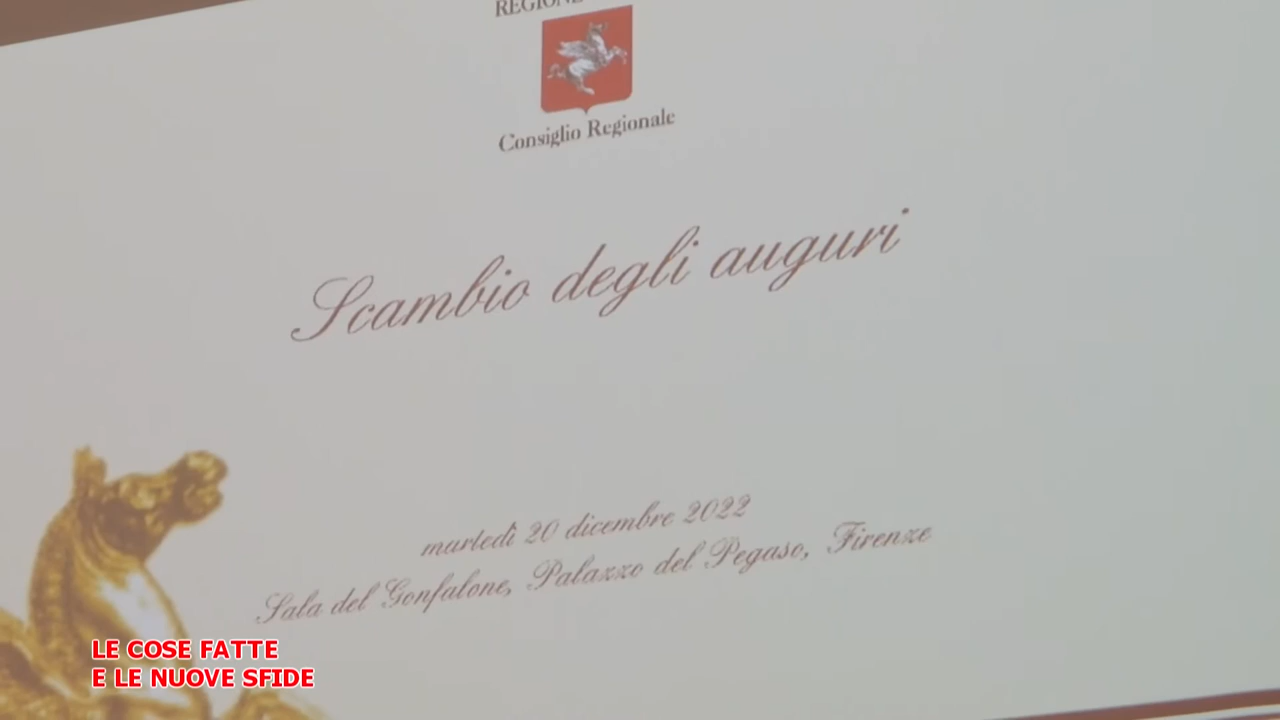 REGIONE
Consiglio Regionale
Scambio degli auguri
martedì 20 dicembre 2022
Sala del Gonfalone, Palazzo del Pegaso, Firenze
LE COSE FATTE
E LE NUOVE SFIDE